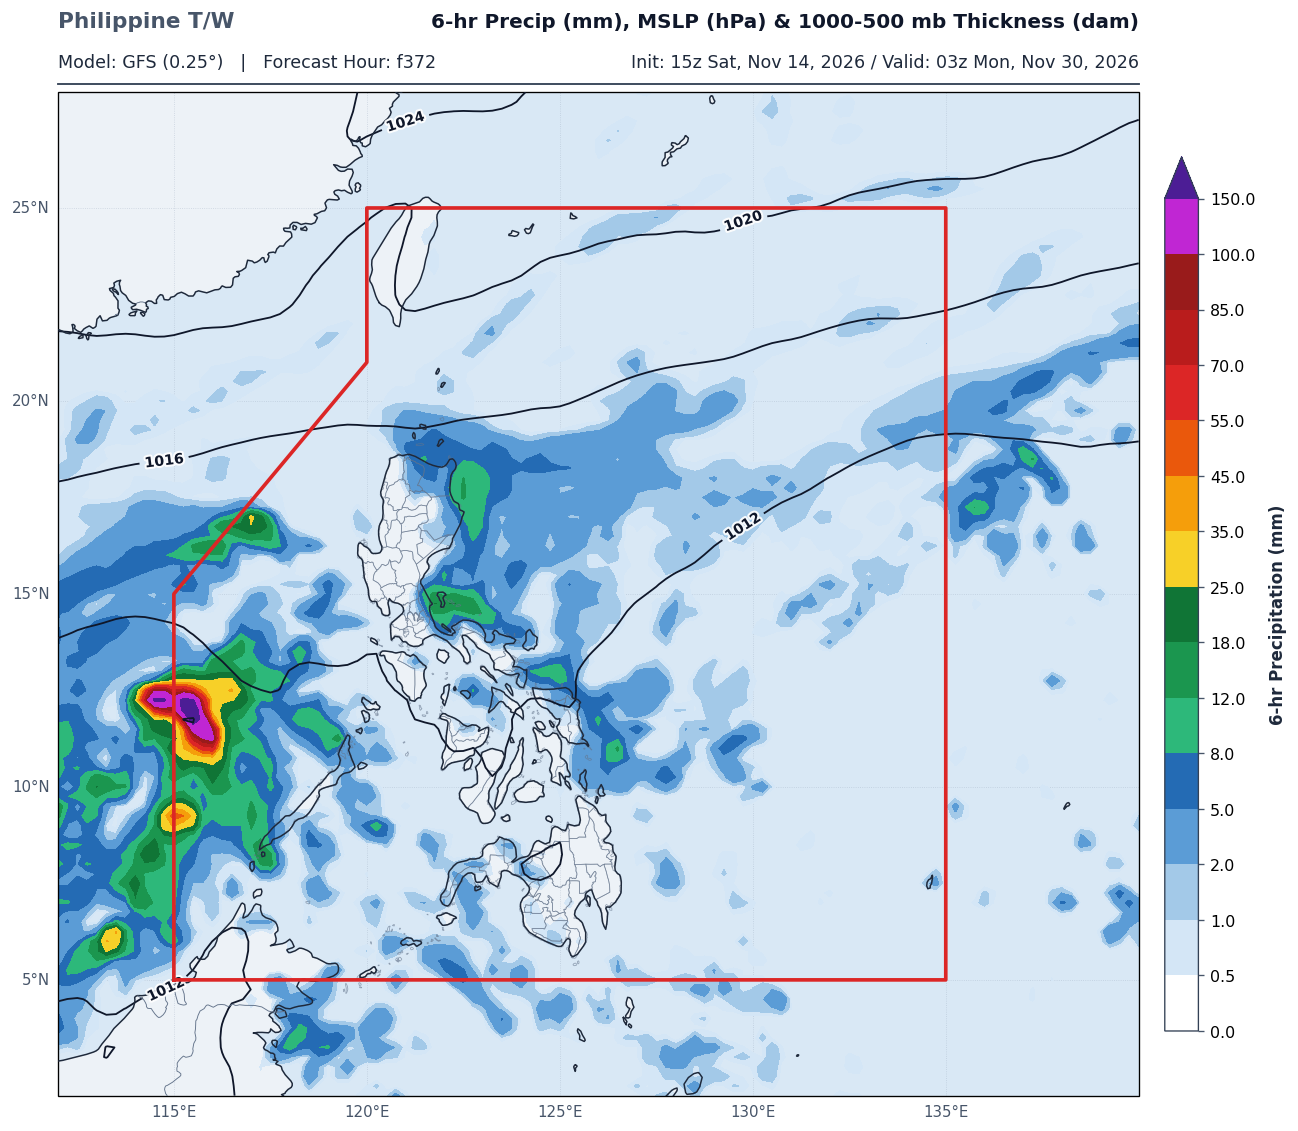 Philippine T/W
6-hr Precip (mm), MSLP (hPa) & 1000-500 mb Thickness (dam)
Model: GFS (0.25°) | Forecast Hour: f372
Init: 15z Sat, Nov 14, 2026 / Valid: 03z Mon, Nov 30, 2026
1024
1020
1016
1012
1012
25°N
20°N
15°N
10°N
5°N
115°E
120°E
125°E
130°E
135°E
150.0
100.0
85.0
70.0
55.0
45.0
35.0
25.0
18.0
12.0
8.0
5.0
2.0
1.0
0.5
0.0
6-hr Precipitation (mm)